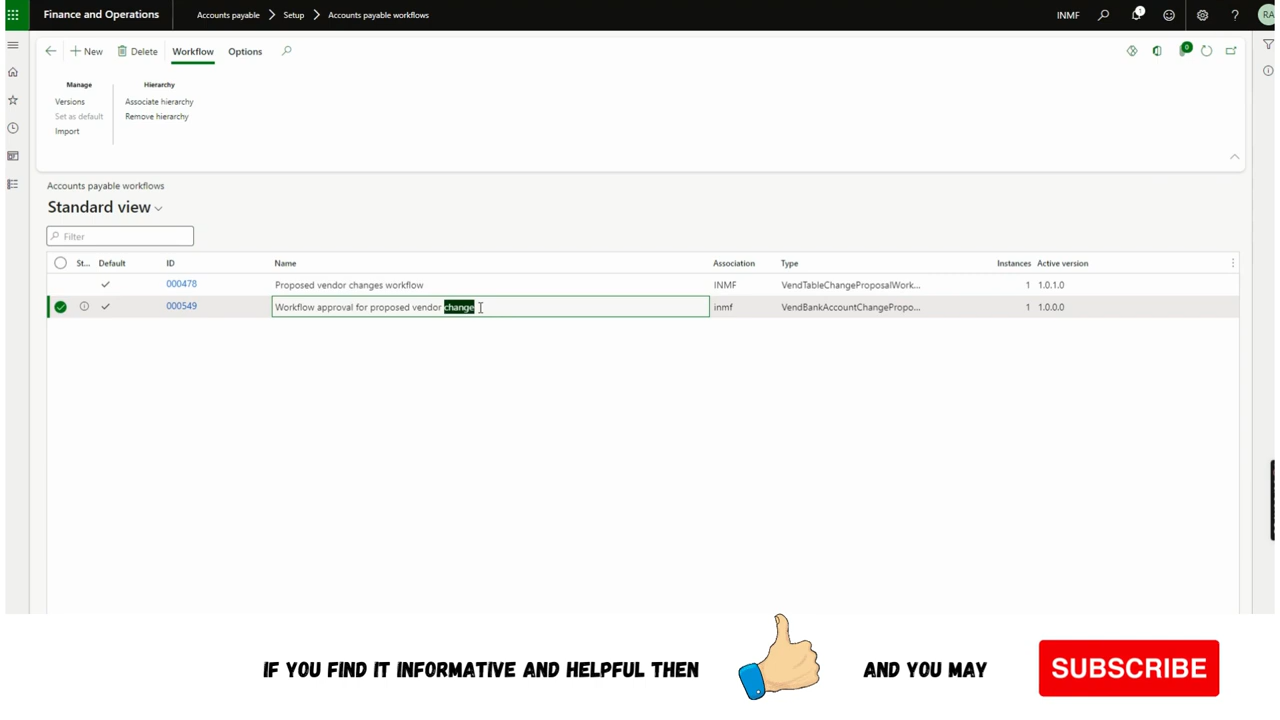 Finance and Operations
Accounts payable > Setup > Accounts payable workflows
INMF
1
RA
New
Delete
Workflow
Options
0
Manage
Hierarchy
Versions
Associate hierarchy
Set as default
Remove hierarchy
Import
Accounts payable workflows
Standard view
Filter
St... Default ID Name Association Type Instances Active version
000478 Proposed vendor changes workflow INMF VendTableChangeProposalWork... 1 1.0.1.0
000549 Workflow approval for proposed vendor change inmf VendBankAccountChangePropo... 1 1.0.0.0
IF YOU FIND IT INFORMATIVE AND HELPFUL THEN AND YOU MAY SUBSCRIBE